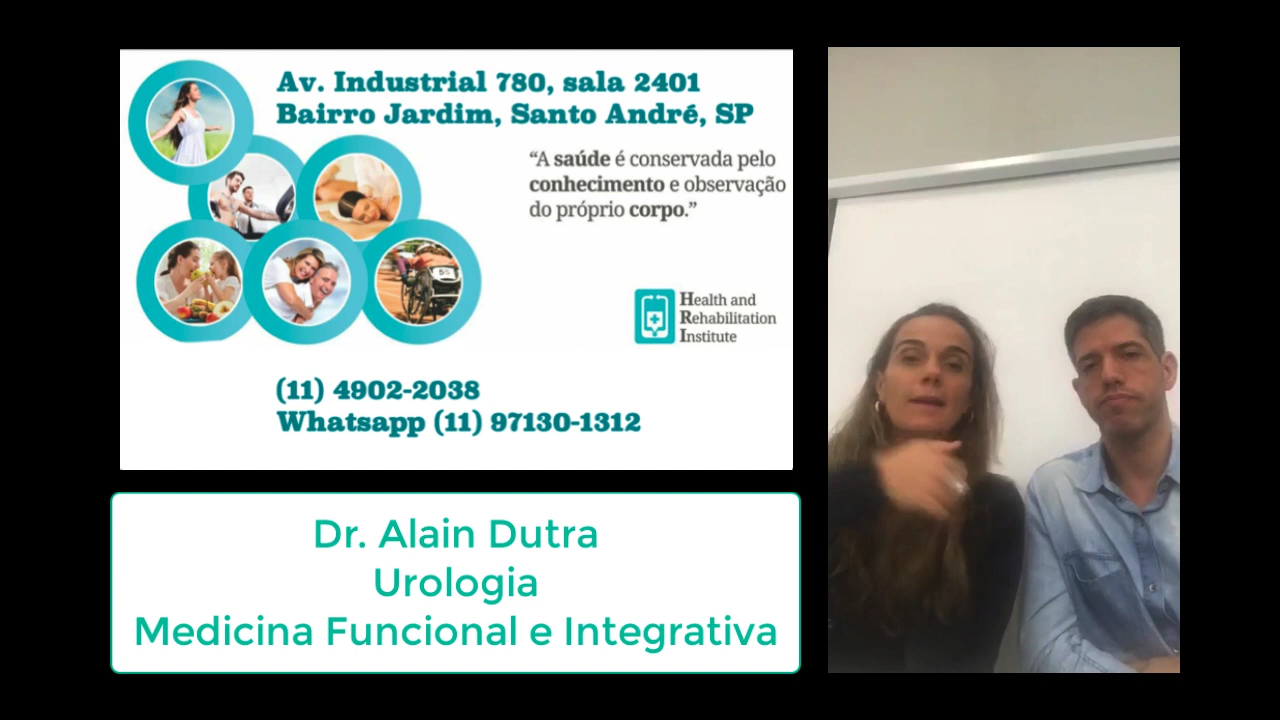 Av. Industrial 780, sala 2401
Bairro Jardim, Santo André, SP
“A saúde é conservada pelo
conhecimento e observação
do próprio corpo.”
Health and
Rehabilitation
Institute
(11) 4902-2038
Whatsapp (11) 97130-1312
Dr. Alain Dutra
Urologia
Medicina Funcional e Integrativa